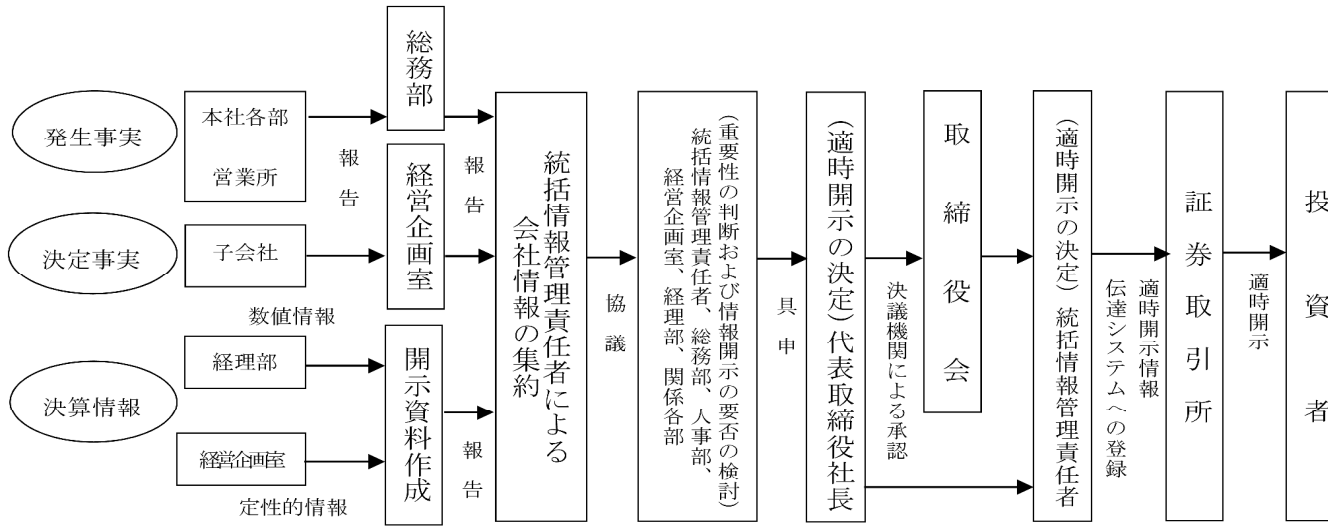 発生事実
本社各部
営業所
報告
総務部
報告
決定事実
子会社
経営企画室
決算情報
数値情報
経理部
経営企画室
定性的情報
開示資料作成
報告
統括情報管理責任者による
会社情報の集約
協議
(重要性の判断および情報開示の要否の検討)
統括情報管理責任者、総務部、人事部、
経営企画室、経理部、関係各部
具申
(適時開示の決定)代表取締役社長
決議機関による承認
取締役会
(適時開示の決定)統括情報管理責任者
適時開示情報
伝達システムへの登録
証券取引所
適時開示
投資者